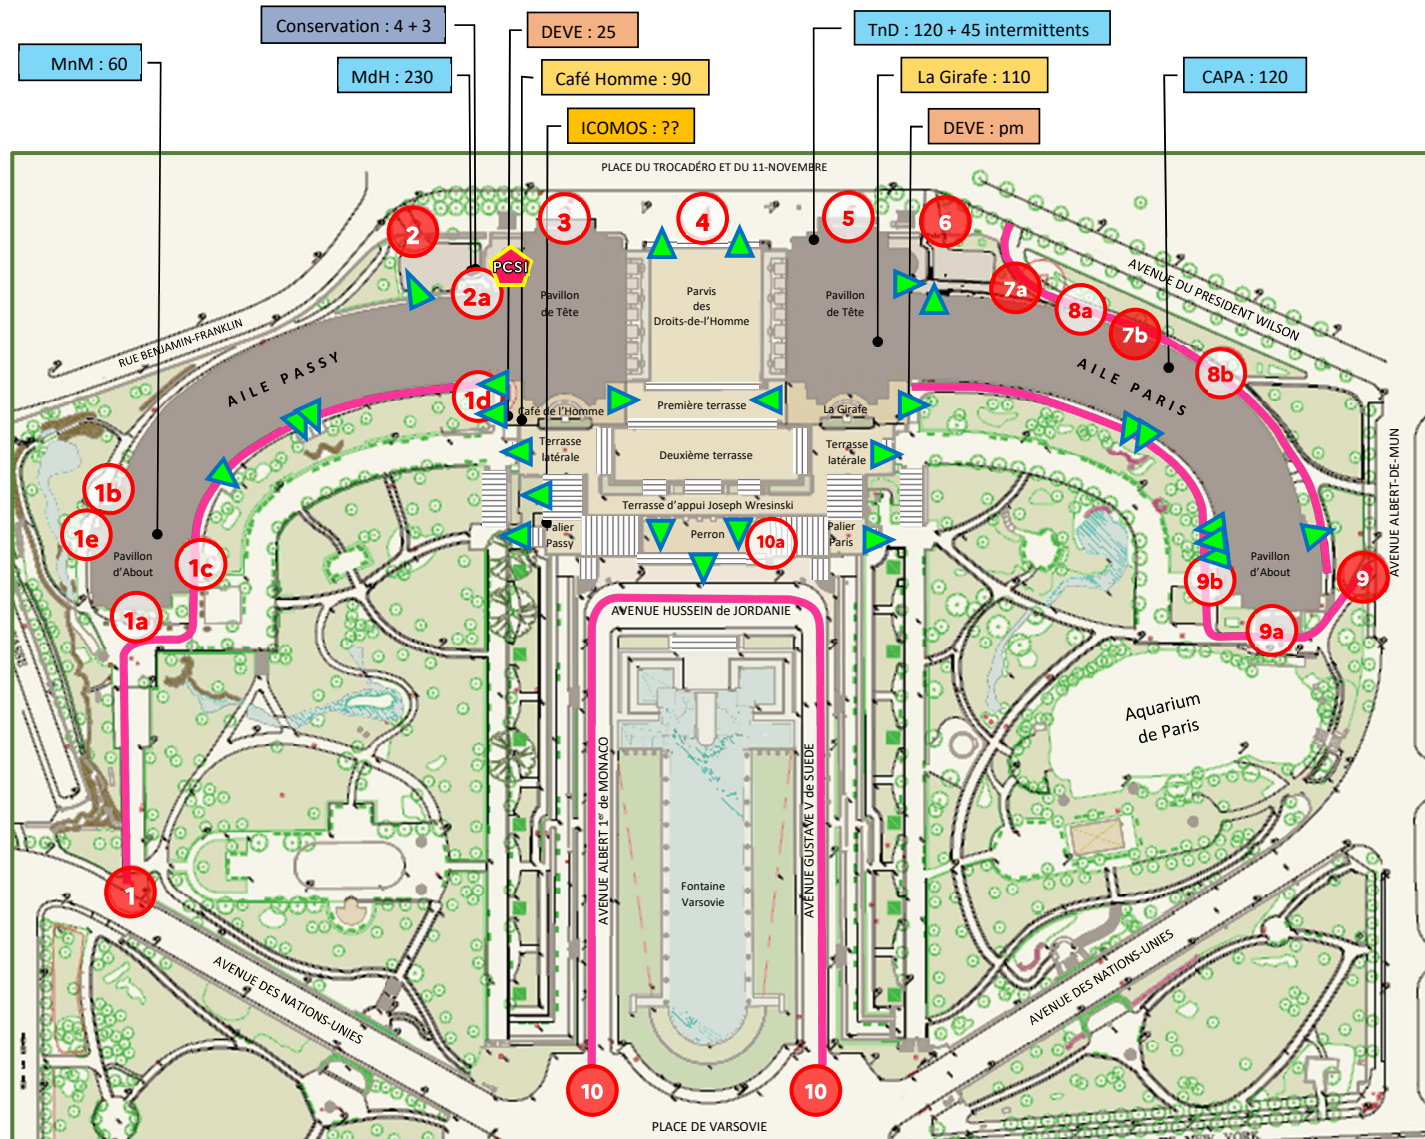 Conservation : 4 + 3
DEVE : 25
TnD : 120 + 45 intermittents
MnM : 60
MdH : 230
Café Homme : 90
La Girafe : 110
CAPA : 120
ICOMOS : ??
DEVE : pm
PLACE DU TROCADÉRO ET DU 11-NOVEMBRE
2
3
4
5
6
PCSI
2a
7a
8a
7b
8b
AVENUE DU PRESIDENT WILSON
RUE BENJAMIN-FRANKLIN
Pavillon
de Tête
Parvis
des
Droits-de-l'Homme
Pavillon
de Tête
AILE PASSY
AILE PARIS
1d
Café de l'Homme
Première terrasse
La Girafe
Terrasse
latérale
Deuxième terrasse
Terrasse
latérale
1b
1e
Terrasse d'appui Joseph Wresinski
Palier
Passy
Perron
10a
Palier
Paris
Pavillon
d'About
1c
1a
Pavillon
d'About
9b
9
9a
AVENUE ALBERT-DE-MUN
AVENUE HUSSEIN de JORDANIE
AVENUE ALBERT 1er de MONACO
AVENUE GUSTAVE V de SUEDE
Aquarium
de Paris
Fontaine
Varsovie
1
AVENUE DES NATIONS-UNIES
AVENUE DES NATIONS-UNIES
10
10
PLACE DE VARSOVIE